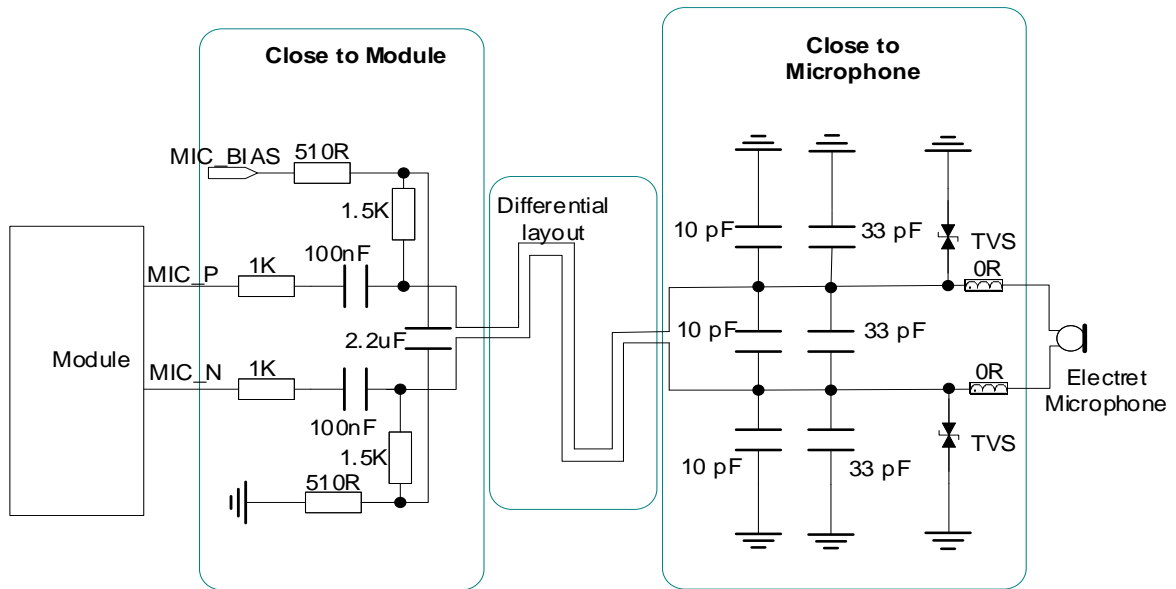 Close to Module
Close to
Microphone
MIC_BIAS
510R
1.5K
Differential
layout
10 pF
33 pF
TVS
100nF
MIC_P
1K
0R
2.2uF
10 pF
33 pF
Module
MIC_N
1K
0R
Electret
Microphone
100nF
1.5K
10 pF
33 pF
TVS
510R